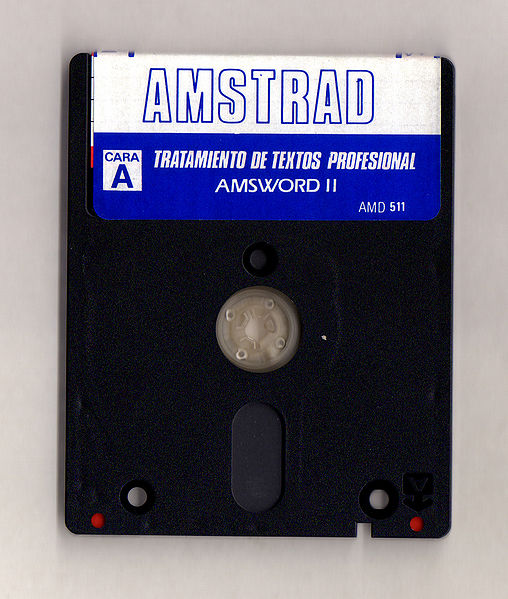 AMSTRAD
CARA
A
TRATAMIENTO DE TEXTOS PROFESIONAL
AMSWORD II
AMD 511